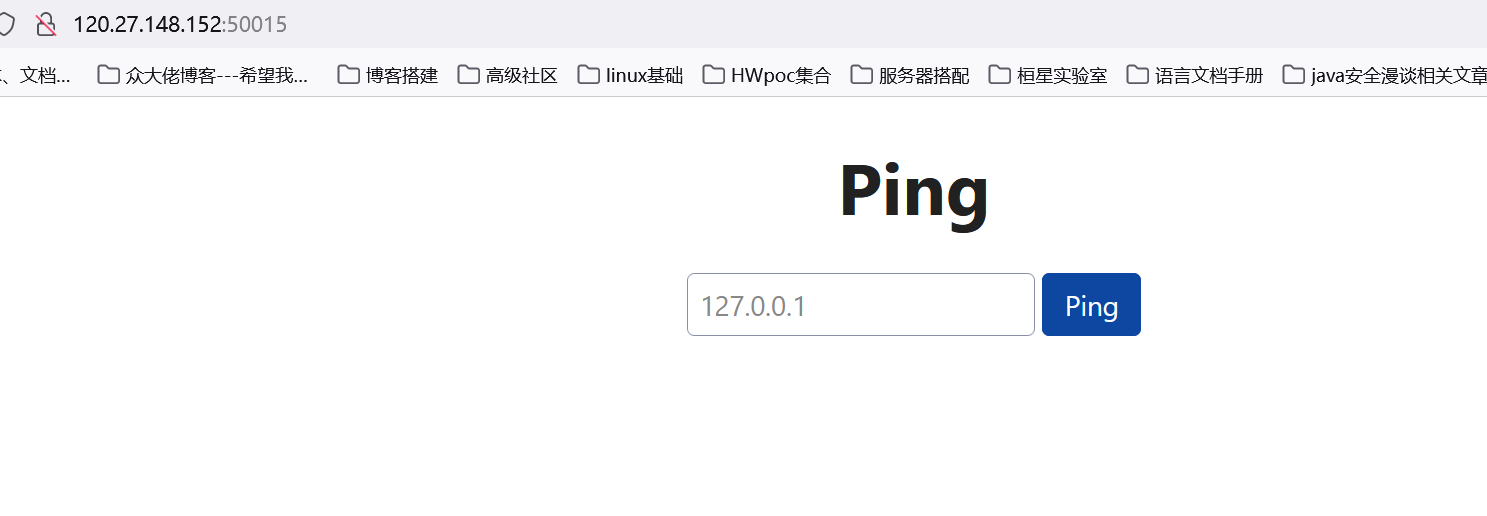 120.27.148.152:50015
、文档... 众大佬博客---希望我... 博客搭建 高级社区 linux基础 HWpoc集合 服务器搭配 桓星实验室 语言文档手册 java安全漫谈相关文章
Ping
127.0.0.1 Ping